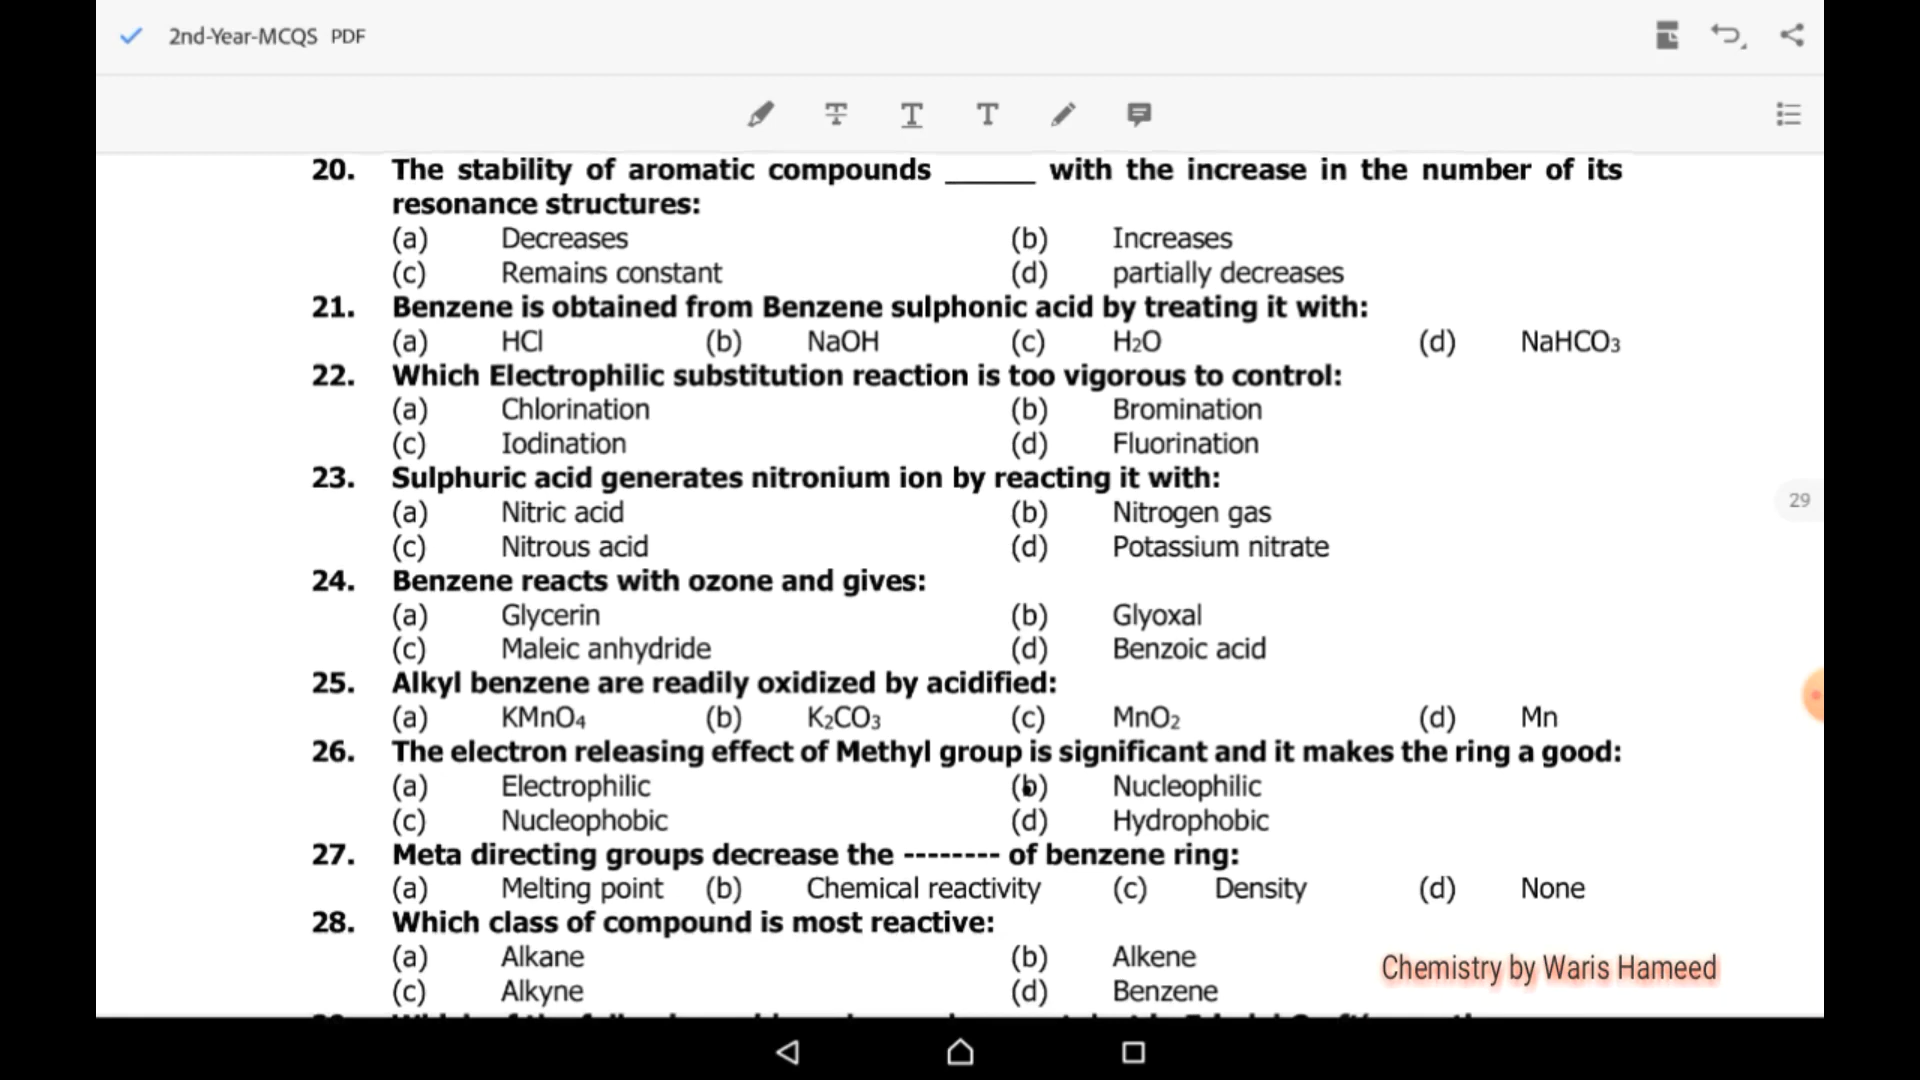 2nd-Year-MCQS PDF
20. The stability of aromatic compounds ______ with the increase in the number of its
resonance structures:
(a) Decreases (b) Increases
(c) Remains constant (d) partially decreases
21. Benzene is obtained from Benzene sulphonic acid by treating it with:
(a) HCl (b) NaOH (c) H2O (d) NaHCO3
22. Which Electrophilic substitution reaction is too vigorous to control:
(a) Chlorination (b) Bromination
(c) Iodination (d) Fluorination
23. Sulphuric acid generates nitronium ion by reacting it with:
(a) Nitric acid (b) Nitrogen gas
29
(c) Nitrous acid (d) Potassium nitrate
24. Benzene reacts with ozone and gives:
(a) Glycerin (b) Glyoxal
(c) Maleic anhydride (d) Benzoic acid
25. Alkyl benzene are readily oxidized by acidified:
(a) KMnO4 (b) K2CO3 (c) MnO2 (d) Mn
26. The electron releasing effect of Methyl group is significant and it makes the ring a good:
(a) Electrophilic (b) Nucleophilic
(c) Nucleophobic (d) Hydrophobic
27. Meta directing groups decrease the -------- of benzene ring:
(a) Melting point (b) Chemical reactivity (c) Density (d) None
28. Which class of compound is most reactive:
(a) Alkane (b) Alkene
Chemistry by Waris Hameed
(c) Alkyne (d) Benzene